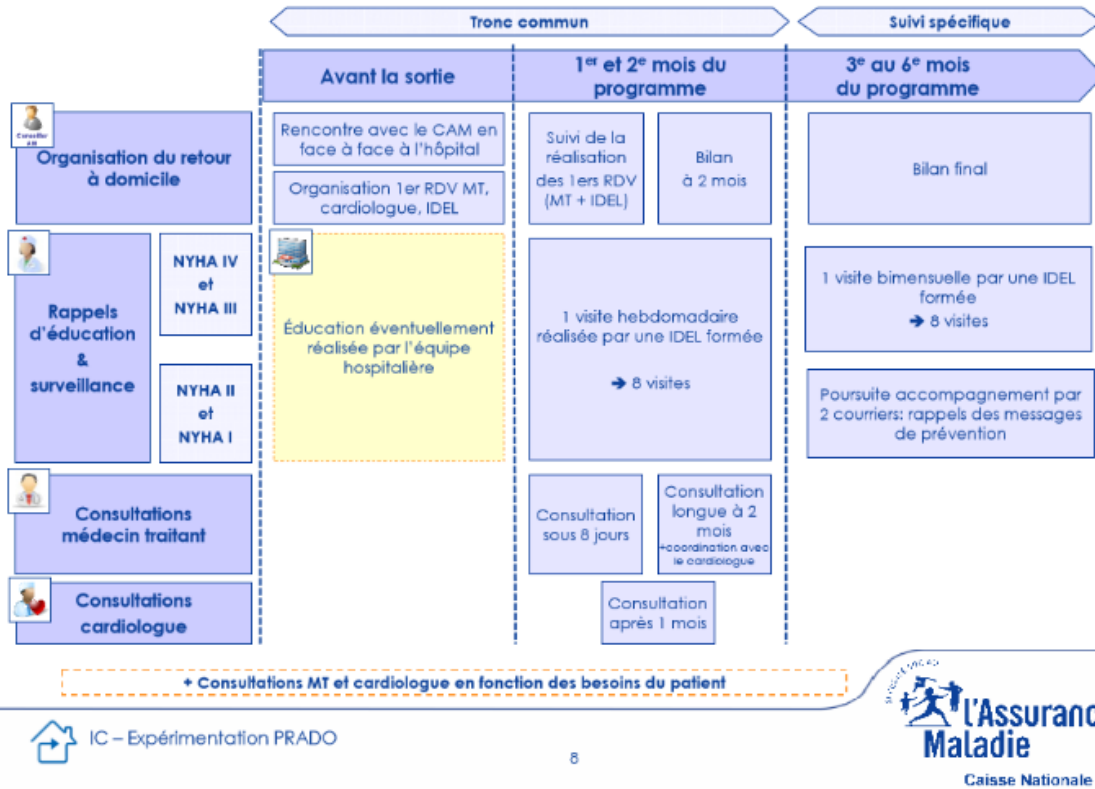 Tronc commun
Suivi spécifique
Avant la sortie
1er et 2e mois du
programme
3e au 6e mois
du programme
Conseiller
AM
Organisation du retour
à domicile
Rencontre avec le CAM en
face à face à l'hôpital
Organisation 1er RDV MT,
cardiologue, IDEL
Suivi de la
réalisation
des 1ers RDV
(MT + IDEL)
Bilan
à 2 mois
Bilan final
Rappels
d'éducation
&
surveillance
NYHA IV
et
NYHA III
NYHA II
et
NYHA I
Éducation éventuellement
réalisée par l'équipe
hospitalière
1 visite hebdomadaire
réalisée par une IDEL formée
➔ 8 visites
1 visite bimensuelle par une IDEL
formée
➔ 8 visites
Poursuite accompagnement par
2 courriers: rappels des messages
de prévention
Consultations
médecin traitant
Consultation
sous 8 jours
Consultation
longue à 2
mois
+coordination avec
le cardiologue
Consultations
cardiologue
Consultation
après 1 mois
+ Consultations MT et cardiologue en fonction des besoins du patient
IC – Expérimentation PRADO
8
l'Assuranc
Maladie
Caisse Nationale